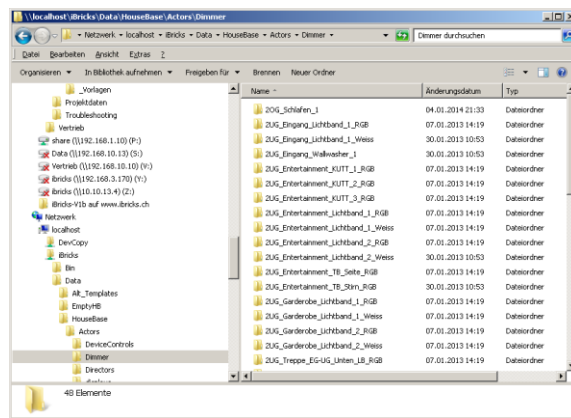 \\localhost\iBricks\Data\HouseBase\Actors\Dimmer
Netzwerk localhost iBricks Data HouseBase Actors Dimmer
Dimmer durchsuchen
Datei Bearbeiten Ansicht Extras ?
Organisieren In Bibliothek aufnehmen Freigeben für Brennen Neuer Ordner
_Vorlagen
Projektdaten
Troubleshooting
Vertrieb
share (\\192.168.1.10) (P:)
Data (\\192.168.10.13) (S:)
Vertrieb (\\192.168.10.10) (V:)
ibricks (\\192.168.3.170) (Y:)
ibricks (\\10.10.13.4) (Z:)
iBricks-V1b auf www.ibricks.ch
Netzwerk
localhost
DevCopy
iBricks
Bin
Data
Alt_Templates
EmptyHB
HouseBase
Actors
DeviceControls
Dimmer
Directors
Name Änderungsdatum Typ
2OG_Schlafen_1 04.01.2014 21:33 Dateiordner
2UG_Eingang_Lichtband_1_RGB 07.01.2013 14:19 Dateiordner
2UG_Eingang_Lichtband_1_Weiss 30.01.2013 10:53 Dateiordner
2UG_Eingang_Wallwasher_1 30.01.2013 10:53 Dateiordner
2UG_Entertainment_KUTT_1_RGB 07.01.2013 14:19 Dateiordner
2UG_Entertainment_KUTT_2_RGB 07.01.2013 14:19 Dateiordner
2UG_Entertainment_KUTT_3_RGB 07.01.2013 14:19 Dateiordner
2UG_Entertainment_Lichtband_1_RGB 07.01.2013 14:19 Dateiordner
2UG_Entertainment_Lichtband_1_Weiss 30.01.2013 10:53 Dateiordner
2UG_Entertainment_Lichtband_2_RGB 07.01.2013 14:19 Dateiordner
2UG_Entertainment_Lichtband_2_Weiss 30.01.2013 10:53 Dateiordner
2UG_Entertainment_TB_Seite_RGB 07.01.2013 14:19 Dateiordner
2UG_Entertainment_TB_Stirn_RGB 30.01.2013 10:53 Dateiordner
2UG_Garderobe_Lichtband_1_RGB 07.01.2013 14:19 Dateiordner
2UG_Garderobe_Lichtband_1_Weiss 07.01.2013 14:19 Dateiordner
2UG_Garderobe_Lichtband_2_RGB 07.01.2013 14:19 Dateiordner
2UG_Garderobe_Lichtband_2_Weiss 07.01.2013 14:19 Dateiordner
2UG_Treppe_EG-UG_Unten_LB_RGB 07.01.2013 14:19 Dateiordner
48 Elemente